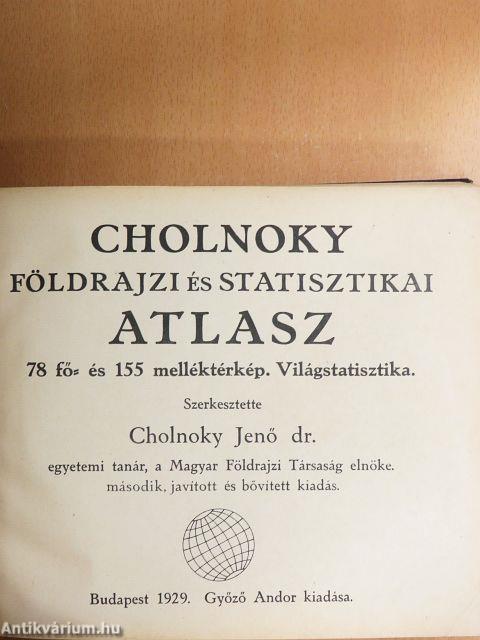 CHOLNOKY
FÖLDRAJZI ÉS STATISZTIKAI
ATLASZ
78 fő= és 155 melléktérkép. Világstatisztika.
Szerkesztette
Cholnoky Jenő dr.
egyetemi tanár, a Magyar Földrajzi Társaság elnöke.
második, javított és bővített kiadás.
Budapest 1929. Győző Andor kiadása.
Antikvárium.hu